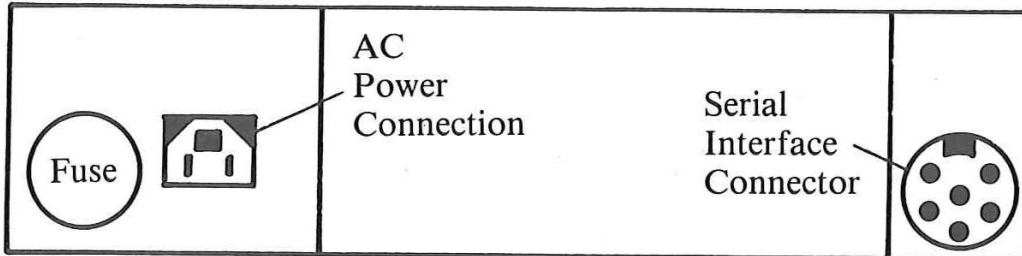 Fuse
AC
Power
Connection
Serial
Interface
Connector